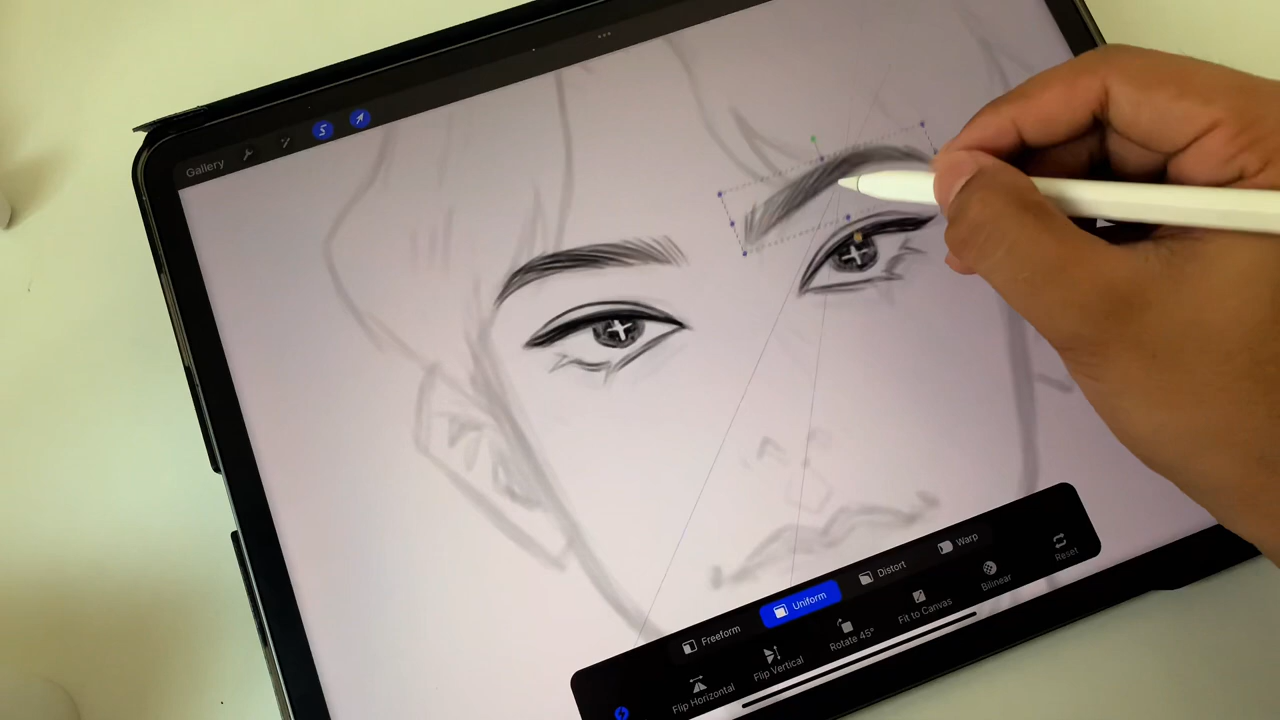 Gallery
Freeform
Uniform
Distort
Warp
Flip Horizontal
Flip Vertical
Rotate 45°
Fit to Canvas
Bilinear
Reset